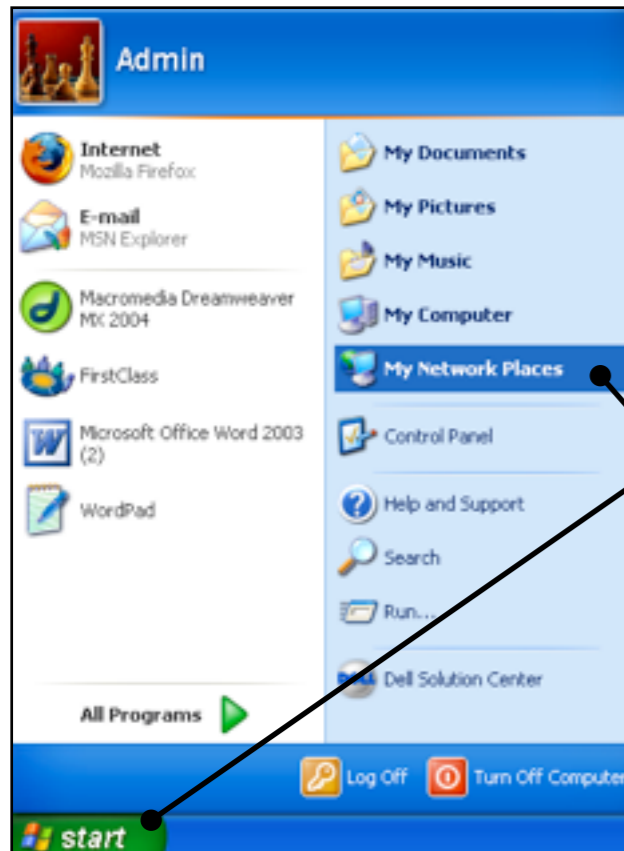 Admin
Internet
Mozilla Firefox
E-mail
MSN Explorer
Macromedia Dreamweaver
MX 2004
FirstClass
Microsoft Office Word 2003
(2)
WordPad
All Programs
My Documents
My Pictures
My Music
My Computer
My Network Places
Control Panel
Help and Support
Search
Run...
Dell Solution Center
Log Off
Turn Off Computer
start